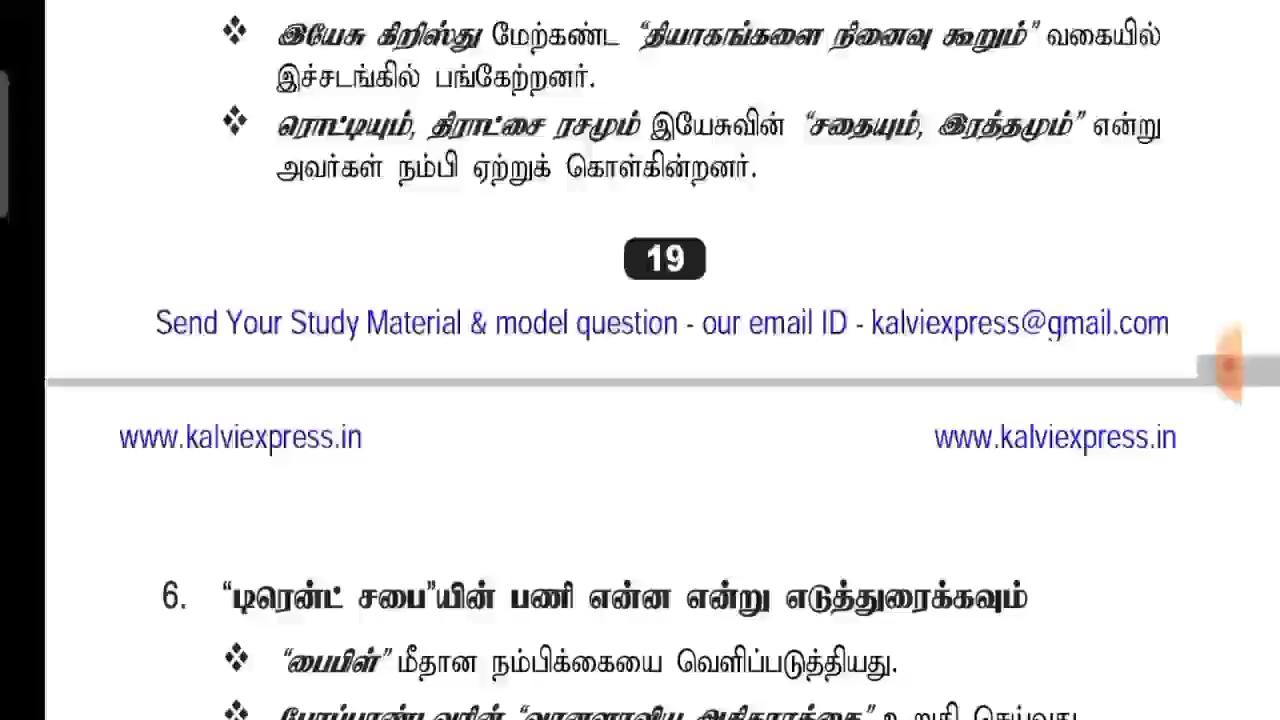 ❖ இயேசு கிறிஸ்து மேற்கண்ட “தியாகங்களை நினைவு கூறும்” வகையில்
இச்சடங்கில் பங்கேற்றனர்.
❖ ரொட்டியும், திராட்சை ரசமும் இயேசுவின் “சதையும், இரத்தமும்” என்று
அவர்கள் நம்பி ஏற்றுக் கொள்கின்றனர்.
19
Send Your Study Material & model question - our email ID - kalviexpress@gmail.com
www.kalviexpress.in www.kalviexpress.in
6. “டிரென்ட் சபை”யின் பணி என்ன என்று எடுத்துரைக்கவும்
❖ “பைபிள்” மீதான நம்பிக்கையை வெளிப்படுத்தியது.